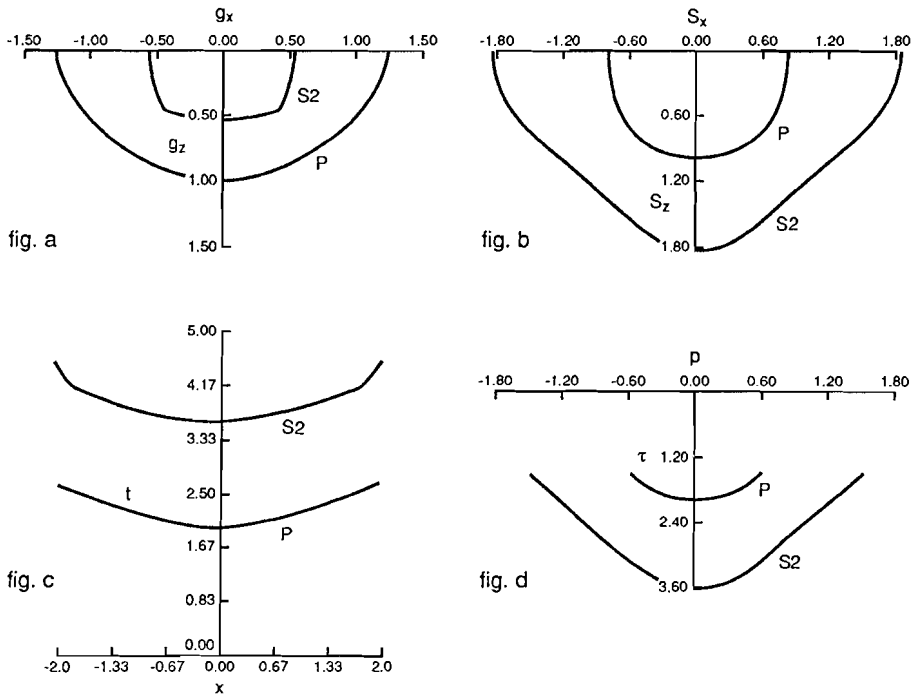 g_x
-1.50 -1.00 -0.50 0.00 0.50 1.00 1.50
0.50
S2
g_z
P
1.00
fig. a
1.50
S_x
-1.80 -1.20 -0.60 0.00 0.60 1.20 1.80
0.60
P
1.20
S_z
S2
fig. b
1.80
5.00
4.17
S2
3.33
t
2.50
P
1.67
fig. c
0.83
0.00
-2.0 -1.33 -0.67 0.00 0.67 1.33 2.0
x
p
-1.80 -1.20 -0.60 0.00 0.60 1.20 1.80
τ
1.20
P
2.40
S2
fig. d
3.60